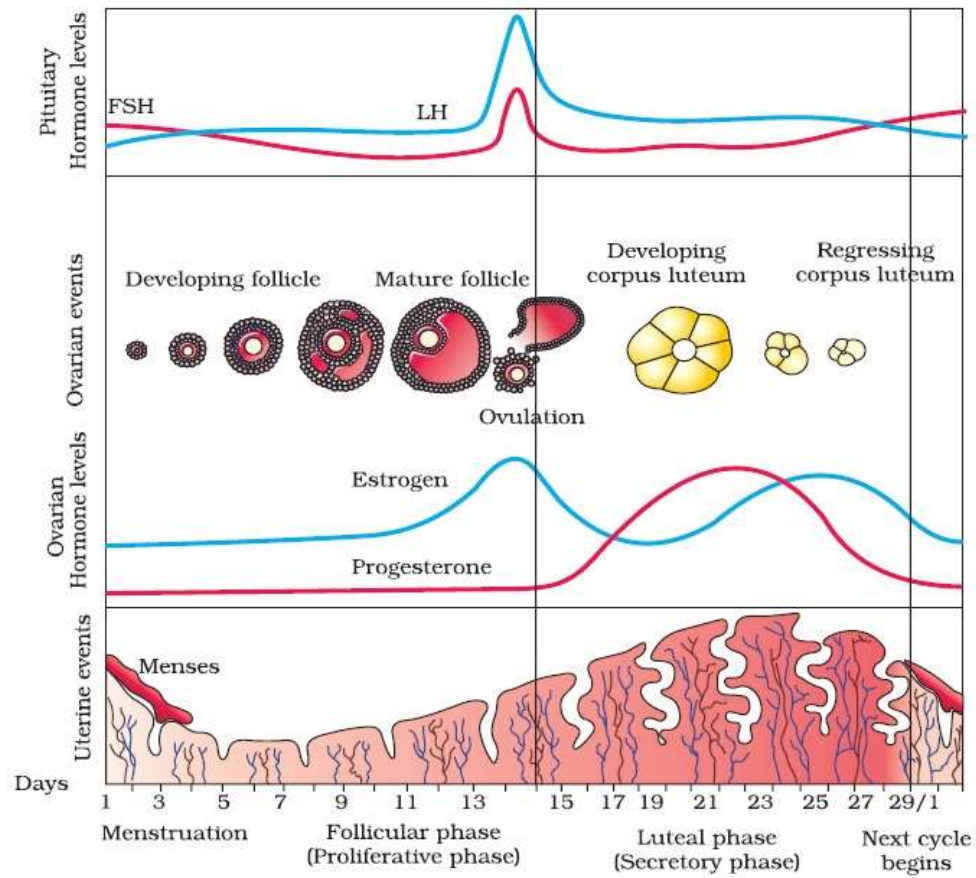 Pituitary
Hormone levels
FSH
LH
Ovarian events
Developing follicle
Mature follicle
Developing
corpus luteum
Regressing
corpus luteum
Ovulation
Ovarian
Hormone levels
Estrogen
Progesterone
Uterine events
Menses
Days
1 3 5 7 9 11 13 15 17 19 21 23 25 27 29/1
Menstruation
Follicular phase
(Proliferative phase)
Luteal phase
(Secretory phase)
Next cycle
begins